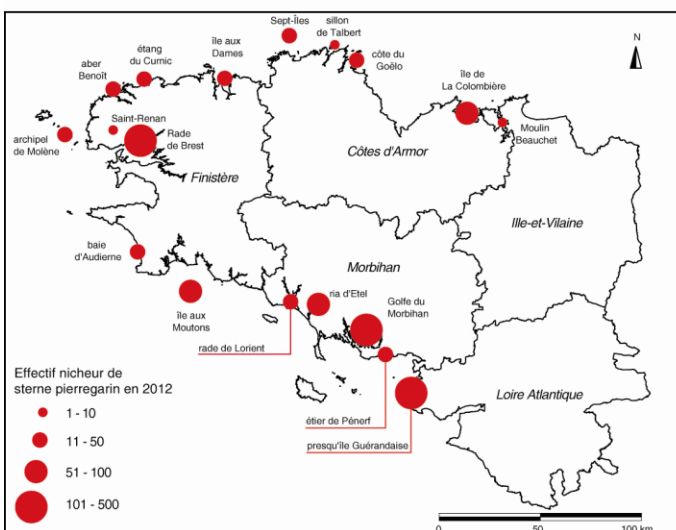 Sept-Îles
sillon
de Talbert
N
étang
du Curnic
île aux
Dames
côte du
Goëlo
aber
Benoît
île de
La Colombière
Saint-Renan
archipel
de Molène
Rade
de Brest
Moulin
Beauchet
Côtes d'Armor
Finistère
Ille-et-Vilaine
baie
d'Audierne
Morbihan
ria d'Etel
Golfe du
Morbihan
île aux
Moutons
rade de Lorient
Effectif nicheur de
sterne pierregarin en 2012
Loire Atlantique
1 - 10
étier de Pénerf
11 - 50
presqu'île Guérandaise
51 - 100
101 - 500
0 50 100 km